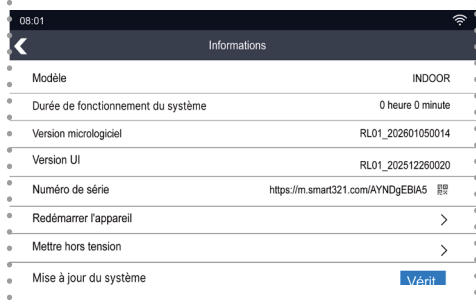 08:01
Informations
Modèle INDOOR
Durée de fonctionnement du système 0 heure 0 minute
Version micrologiciel RL01_202601050014
Version UI RL01_202512260020
Numéro de série https://m.smart321.com/AYNDgEBIA5
Redémarrer l'appareil
Mettre hors tension
Mise à jour du système Vérit